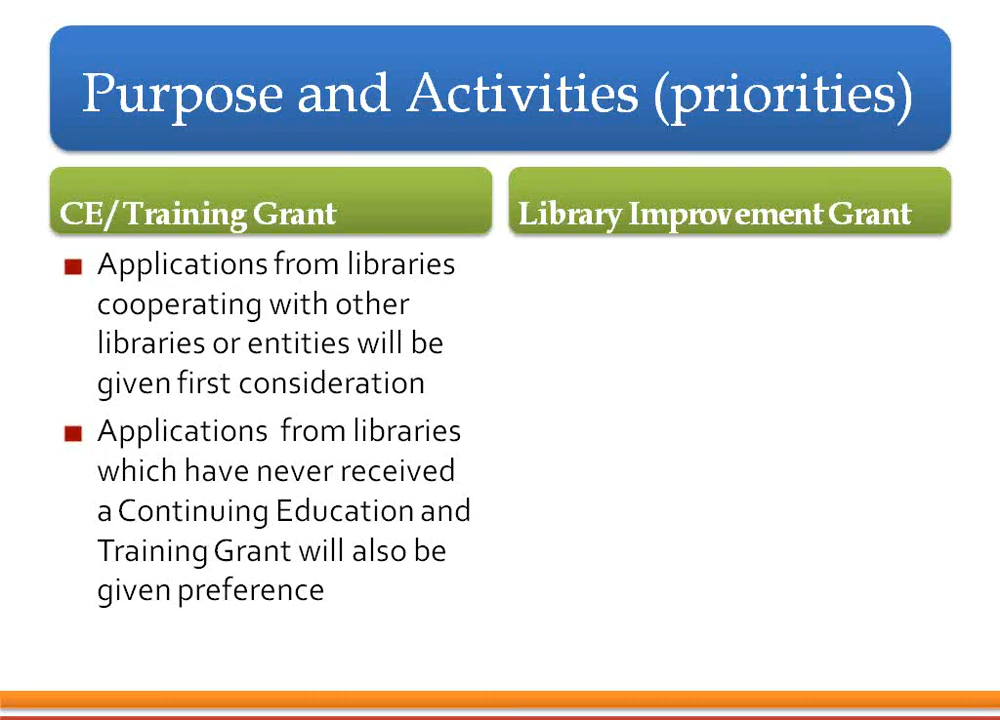 Purpose and Activities (priorities)
CE/Training Grant
Library Improvement Grant
Applications from libraries
cooperating with other
libraries or entities will be
given first consideration
Applications from libraries
which have never received
a Continuing Education and
Training Grant will also be
given preference